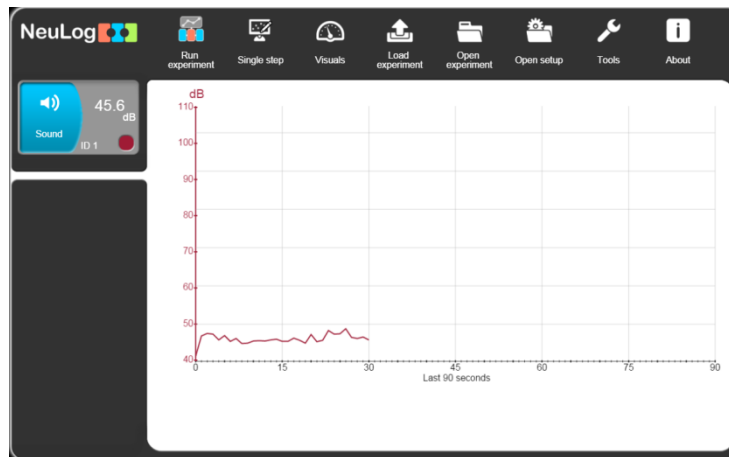 NeuLog
Run experiment
Single step
Visuals
Load experiment
Open experiment
Open setup
Tools
About
Sound
45.6
dB
ID 1
dB
110
100
90
80
70
60
50
40
0 15 30 45 60 75 90
Last 90 seconds